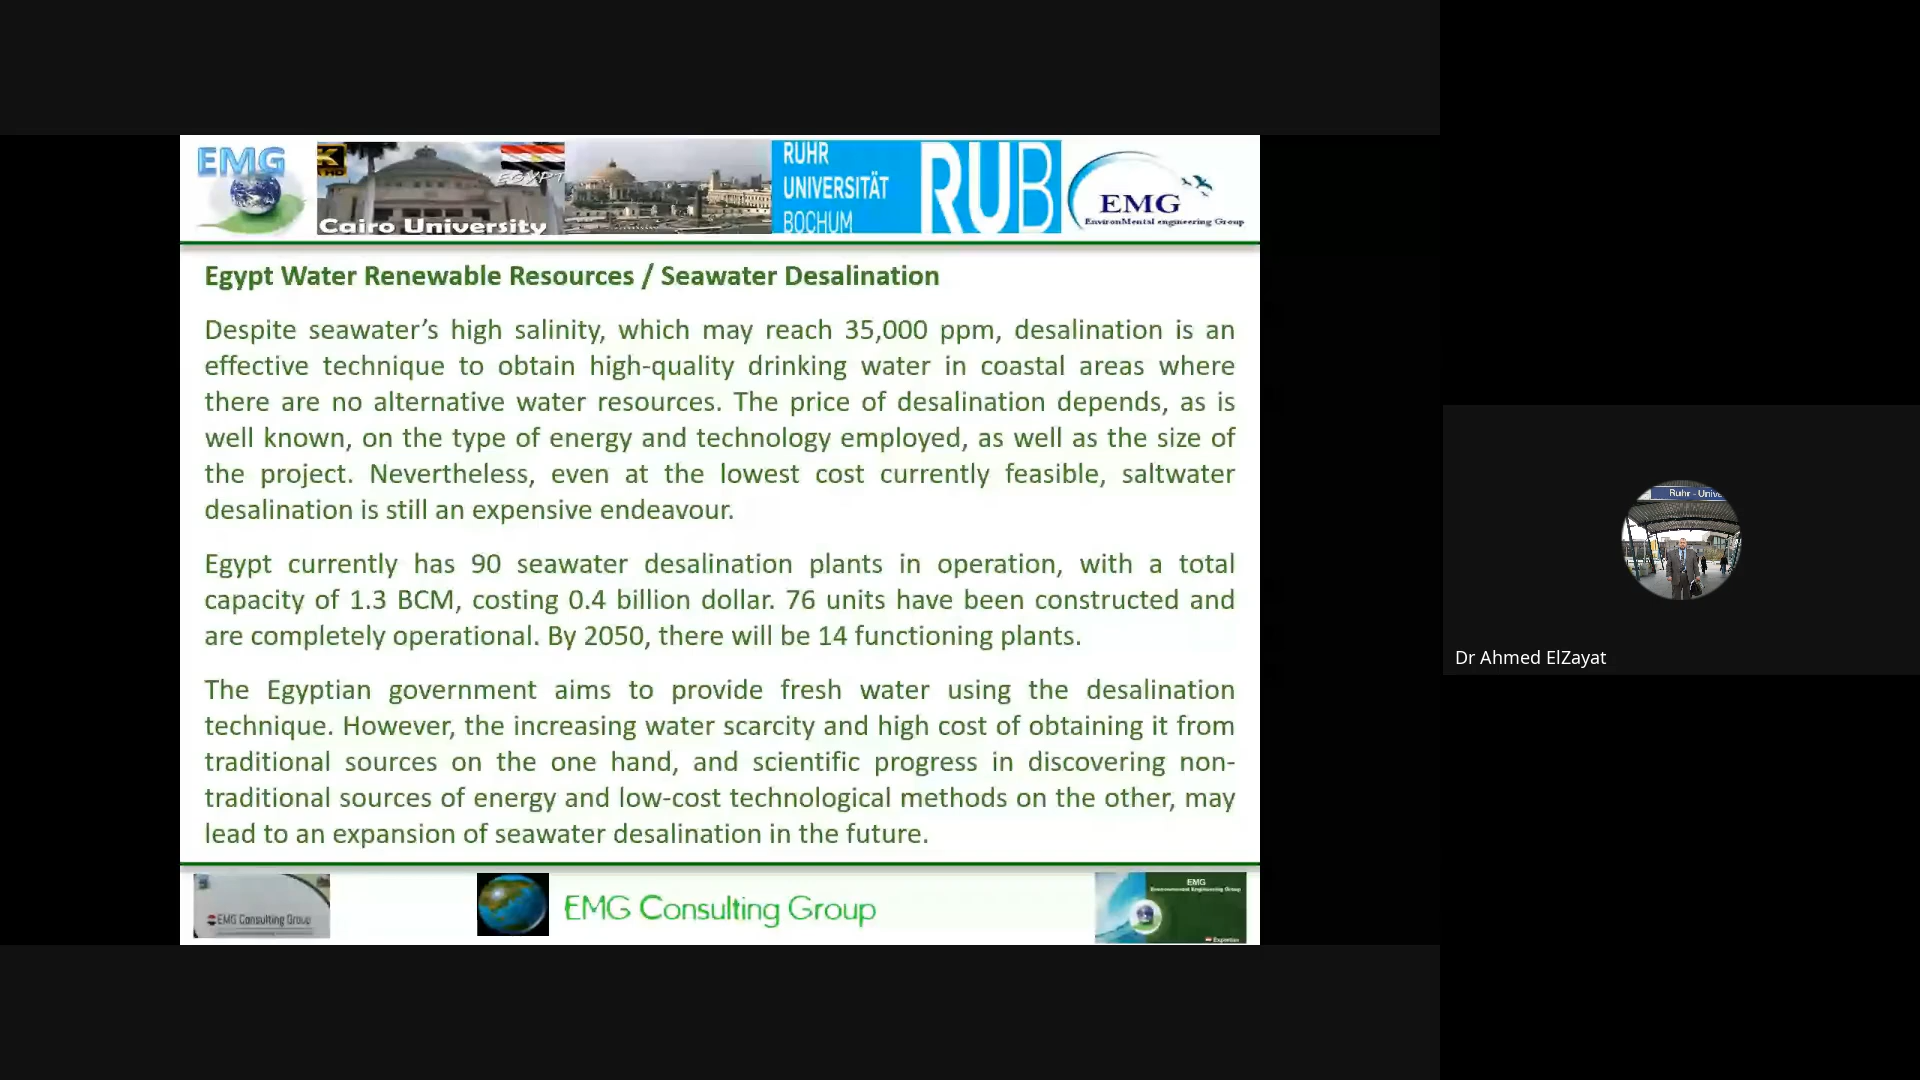 EMG
K
HD
EGYPT
Cairo University
RUHR
UNIVERSITÄT
BOCHUM
RUB
EMG
EnvironMental engineering Group
Egypt Water Renewable Resources / Seawater Desalination
Despite seawater’s high salinity, which may reach 35,000 ppm, desalination is an
effective technique to obtain high-quality drinking water in coastal areas where
there are no alternative water resources. The price of desalination depends, as is
well known, on the type of energy and technology employed, as well as the size of
the project. Nevertheless, even at the lowest cost currently feasible, saltwater
desalination is still an expensive endeavour.
Egypt currently has 90 seawater desalination plants in operation, with a total
capacity of 1.3 BCM, costing 0.4 billion dollar. 76 units have been constructed and
are completely operational. By 2050, there will be 14 functioning plants.
The Egyptian government aims to provide fresh water using the desalination
technique. However, the increasing water scarcity and high cost of obtaining it from
traditional sources on the one hand, and scientific progress in discovering non-
traditional sources of energy and low-cost technological methods on the other, may
lead to an expansion of seawater desalination in the future.
EMG Consulting Group
EMG Consulting Group
EMG
Environmental Engineering Group
Ruhr - Unive
Dr Ahmed ElZayat